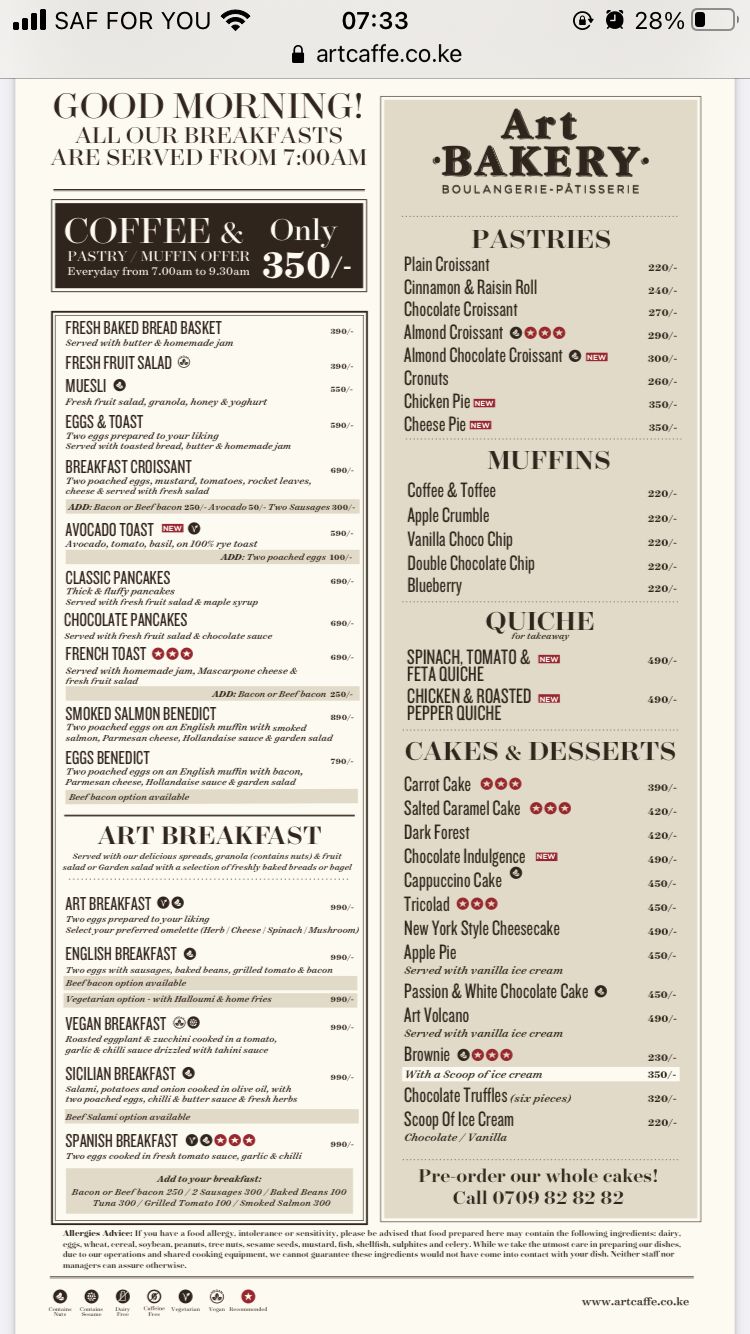 SAF FOR YOU 07:33 28%
artcaffe.co.ke
GOOD MORNING!
ALL OUR BREAKFASTS
ARE SERVED FROM 7:00AM
COFFEE & Only
PASTRY / MUFFIN OFFER 350/-
Everyday from 7.00am to 9.30am
FRESH BAKED BREAD BASKET 390/-
Served with butter & homemade jam
FRESH FRUIT SALAD 390/-
MUESLI 550/-
Fresh fruit salad, granola, honey & yoghurt
EGGS & TOAST 590/-
Two eggs prepared to your liking
Served with toasted bread, butter & homemade jam
BREAKFAST CROISSANT 690/-
Two poached eggs, mustard, tomatoes, rocket leaves,
cheese & served with fresh salad
ADD: Bacon or Beef bacon 250/- Avocado 50/- Two Sausages 300/-
AVOCADO TOAST NEW V 590/-
Avocado, tomato, basil, on 100% rye toast
ADD: Two poached eggs 100/-
CLASSIC PANCAKES 690/-
Thick & fluffy pancakes
Served with fresh fruit salad & maple syrup
CHOCOLATE PANCAKES 690/-
Served with fresh fruit salad & chocolate sauce
FRENCH TOAST 690/-
Served with homemade jam, Mascarpone cheese &
fresh fruit salad
ADD: Bacon or Beef bacon 250/-
SMOKED SALMON BENEDICT 890/-
Two poached eggs on an English muffin with smoked
salmon, Parmesan cheese, Hollandaise sauce & garden salad
EGGS BENEDICT 790/-
Two poached eggs on an English muffin with bacon,
Parmesan cheese, Hollandaise sauce & garden salad
Beef bacon option available
ART BREAKFAST
Served with our delicious spreads, granola (contains nuts) & fruit
salad or Garden salad with a selection of freshly baked breads or bagel
ART BREAKFAST V 990/-
Two eggs prepared to your liking
Select your preferred omelette (Herb / Cheese / Spinach / Mushroom)
ENGLISH BREAKFAST 990/-
Two eggs with sausages, baked beans, grilled tomato & bacon
Beef bacon option available
Vegetarian option - with Halloumi & home fries 990/-
VEGAN BREAKFAST 990/-
Roasted eggplant & zucchini cooked in a tomato,
garlic & chilli sauce drizzled with tahini sauce
SICILIAN BREAKFAST 990/-
Salami, potatoes and onion cooked in olive oil, with
two poached eggs, chilli & butter sauce & fresh herbs
Beef Salami option available
SPANISH BREAKFAST V 990/-
Two eggs cooked in fresh tomato sauce, garlic & chilli
Add to your breakfast:
Bacon or Beef bacon 250 / 2 Sausages 300 / Baked Beans 100
Tuna 300 / Grilled Tomato 100 / Smoked Salmon 300
Art
·BAKERY·
BOULANGERIE-PÂTISSERIE
PASTRIES
Plain Croissant 220/-
Cinnamon & Raisin Roll 240/-
Chocolate Croissant 270/-
Almond Croissant 290/-
Almond Chocolate Croissant NEW 300/-
Cronuts 260/-
Chicken Pie NEW 350/-
Cheese Pie NEW 350/-
MUFFINS
Coffee & Toffee 220/-
Apple Crumble 220/-
Vanilla Choco Chip 220/-
Double Chocolate Chip 220/-
Blueberry 220/-
QUICHE
for takeaway
SPINACH, TOMATO & NEW 490/-
FETA QUICHE
CHICKEN & ROASTED NEW 490/-
PEPPER QUICHE
CAKES & DESSERTS
Carrot Cake 390/-
Salted Caramel Cake 420/-
Dark Forest 420/-
Chocolate Indulgence NEW 490/-
Cappuccino Cake 450/-
Tricolad 450/-
New York Style Cheesecake 490/-
Apple Pie 450/-
Served with vanilla ice cream
Passion & White Chocolate Cake 450/-
Art Volcano 490/-
Served with vanilla ice cream
Brownie 230/-
With a Scoop of ice cream 350/-
Chocolate Truffles (six pieces) 320/-
Scoop Of Ice Cream 220/-
Chocolate / Vanilla
Pre-order our whole cakes!
Call 0709 82 82 82
Allergies Advice: If you have a food allergy, intolerance or sensitivity, please be advised that food prepared here may contain the following ingredients: dairy,
eggs, wheat, cereal, soybean, peanuts, tree nuts, sesame seeds, mustard, fish, shellfish, sulphites and celery. While we take the utmost care in preparing our dishes,
due to our operations and shared cooking equipment, we cannot guarantee these ingredients would not have come into contact with your dish. Neither staff nor
managers can assure otherwise.
Contains Nuts Contains Sesame Dairy Free Caffeine Free Vegetarian Vegan Recommended
www.artcaffe.co.ke